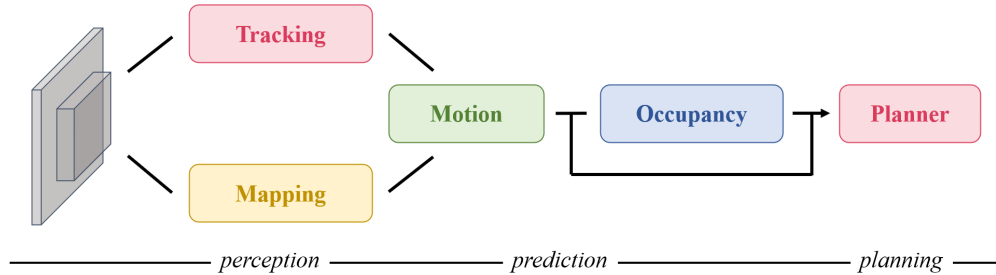 Tracking
Motion
Occupancy
Planner
Mapping
perception
prediction
planning